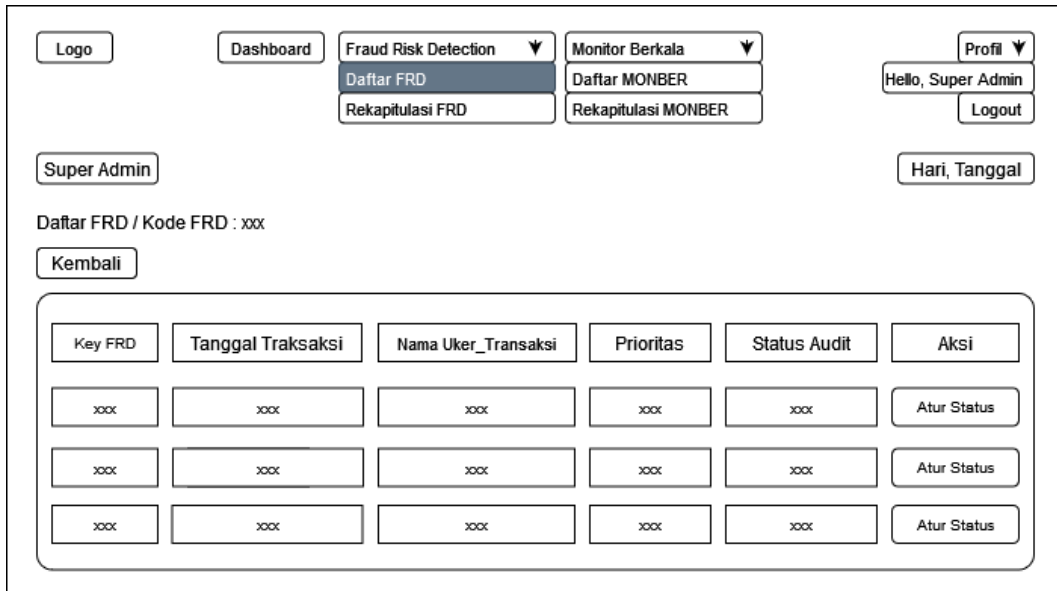 Logo Dashboard Fraud Risk Detection Monitor Berkala Profil
Daftar FRD Daftar MONBER Hello, Super Admin
Rekapitulasi FRD Rekapitulasi MONBER Logout
Super Admin Hari, Tanggal
Daftar FRD / Kode FRD : xxx
Kembali
Key FRD Tanggal Traksaksi Nama Uker_Transaksi Prioritas Status Audit Aksi
xxx xxx xxx xxx xxx Atur Status
xxx xxx xxx xxx xxx Atur Status
xxx xxx xxx xxx xxx Atur Status